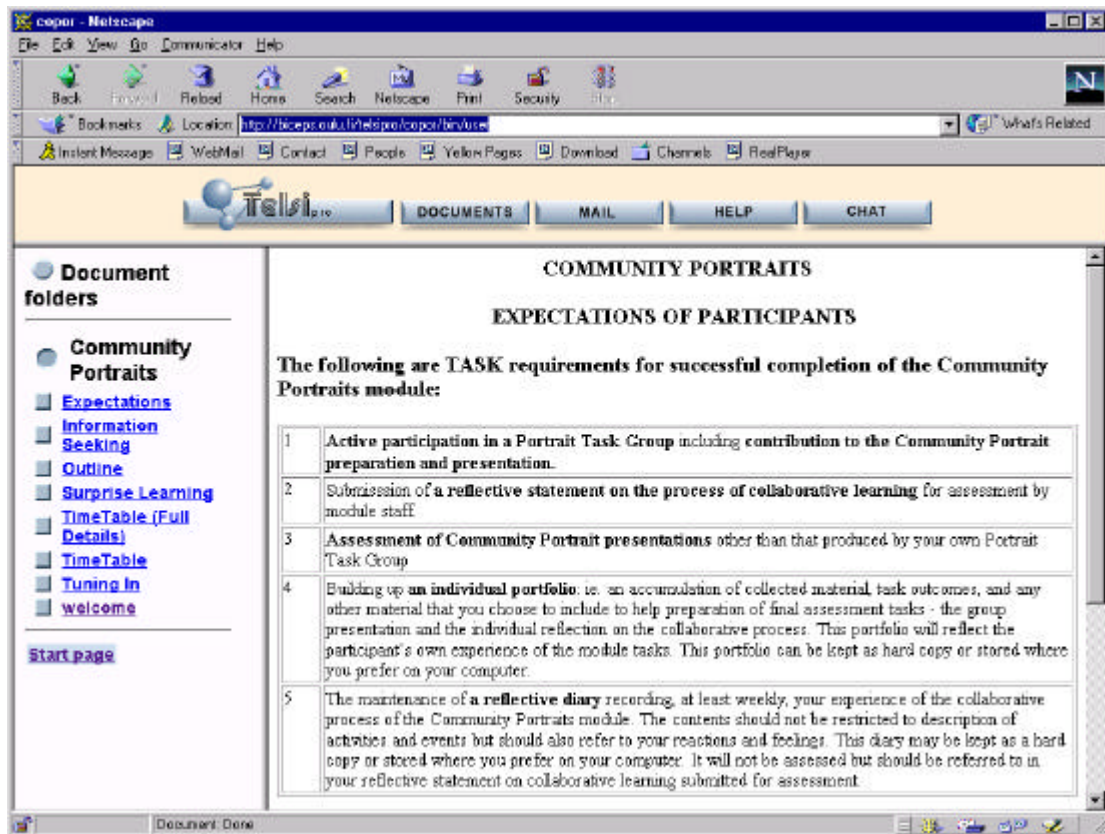 copor - Netscape
File Edit View Go Communicator Help
Back Forward Reload Home Search Netscape Print Security Stop
Bookmarks Location: http://biceps.oulu.fi/telsipro/copor/bin/user What's Related
Instant Message WebMail Contact People Yellow Pages Download Channels RealPlayer
Telsi pro DOCUMENTS MAIL HELP CHAT
Document
folders
Community
Portraits
Expectations
Information
Seeking
Outline
Surprise Learning
TimeTable (Full
Details)
TimeTable
Tuning In
welcome
Start page
COMMUNITY PORTRAITS
EXPECTATIONS OF PARTICIPANTS
The following are TASK requirements for successful completion of the Community
Portraits module:
1 Active participation in a Portrait Task Group including contribution to the Community Portrait
preparation and presentation.
2 Submisssion of a reflective statement on the process of collaborative learning for assessment by
module staff
3 Assessment of Community Portrait presentations other than that produced by your own Portrait
Task Group
4 Building up an individual portfolio: ie. an accumulation of collected material, task outcomes, and any
other material that you choose to include to help preparation of final assessment tasks - the group
presentation and the individual reflection on the collaborative process. This portfolio will reflect the
participant's own experience of the module tasks. This portfolio can be kept as hard copy or stored where
you prefer on your computer.
5 The maintenance of a reflective diary recording, at least weekly, your experience of the collaborative
process of the Community Portraits module. The contents should not be restricted to description of
activities and events but should also refer to your reactions and feelings. This diary may be kept as a hard
copy or stored where you prefer on your computer. It will not be assessed but should be referred to in
your reflective statement on collaborative learning submitted for assessment
Document: Done